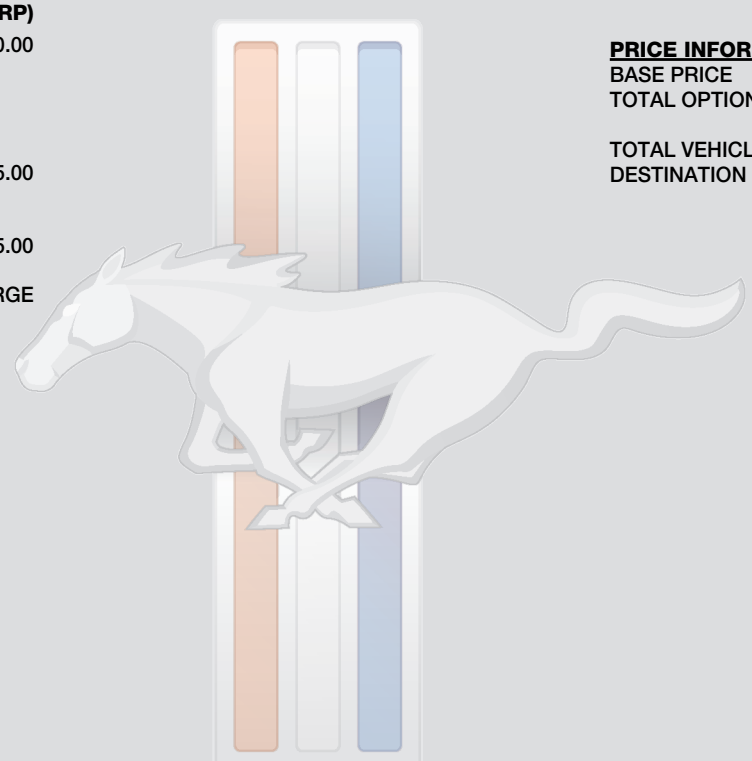 RP)
0.00
5.00
5.00
RGE
PRICE INFOR
BASE PRICE
TOTAL OPTION
TOTAL VEHICL
DESTINATION